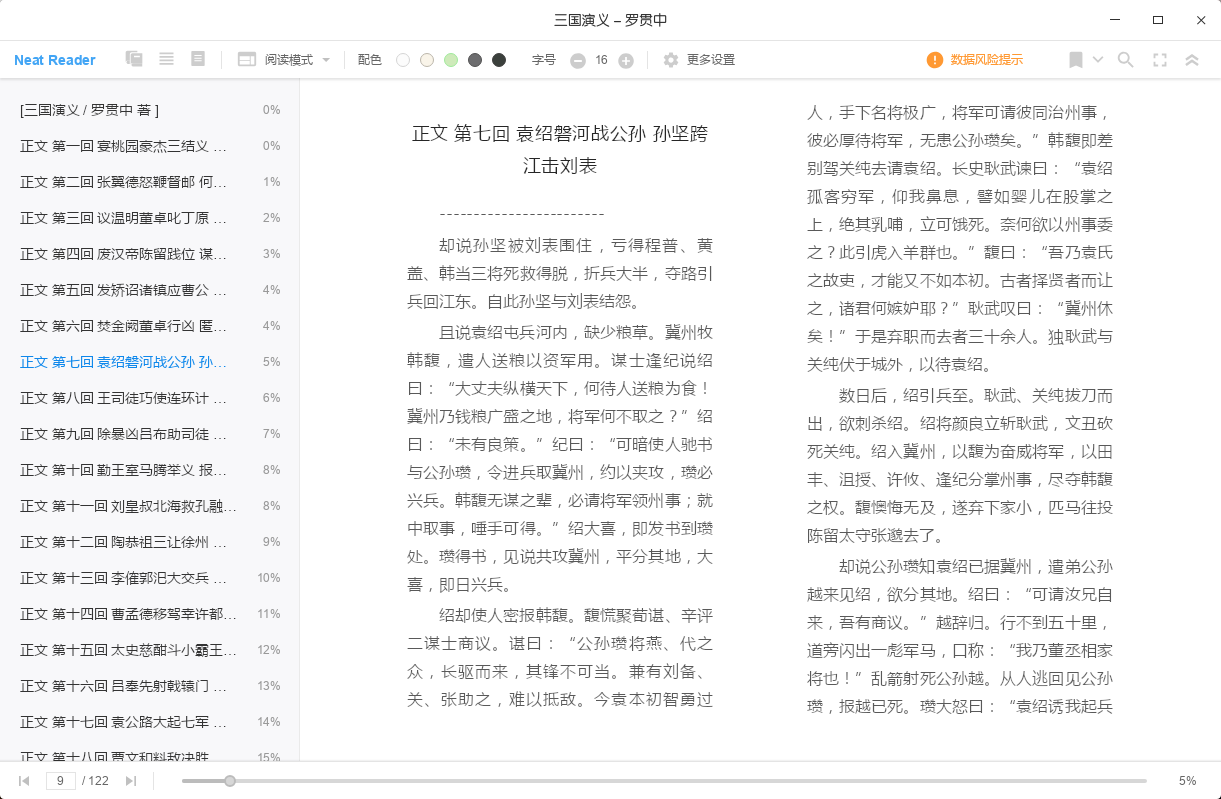 三国演义 – 罗贯中
Neat Reader
阅读模式
配色
字号
16
更多设置
数据风险提示
[三国演义 / 罗贯中 著 ] 0%
正文 第一回 宴桃园豪杰三结义 … 0%
正文 第二回 张翼德怒鞭督邮 何… 1%
正文 第三回 议温明董卓叱丁原 … 2%
正文 第四回 废汉帝陈留践位 谋… 3%
正文 第五回 发矫诏诸镇应曹公 … 4%
正文 第六回 焚金阙董卓行凶 匿… 4%
正文 第七回 袁绍磐河战公孙 孙… 5%
正文 第八回 王司徒巧使连环计 … 6%
正文 第九回 除暴凶吕布助司徒 … 7%
正文 第十回 勤王室马腾举义 报… 8%
正文 第十一回 刘皇叔北海救孔融… 8%
正文 第十二回 陶恭祖三让徐州 … 9%
正文 第十三回 李傕郭汜大交兵 … 10%
正文 第十四回 曹孟德移驾幸许都… 11%
正文 第十五回 太史慈酣斗小霸王… 12%
正文 第十六回 吕奉先射戟辕门 … 13%
正文 第十七回 袁公路大起七军 … 14%
正文 第十八回 贾文和料敌决胜 15%
正文 第七回 袁绍磐河战公孙 孙坚跨
江击刘表
------------------------
却说孙坚被刘表围住，亏得程普、黄
盖、韩当三将死救得脱，折兵大半，夺路引
兵回江东。自此孙坚与刘表结怨。
且说袁绍屯兵河内，缺少粮草。冀州牧
韩馥，遣人送粮以资军用。谋士逢纪说绍
曰：“大丈夫纵横天下，何待人送粮为食！
冀州乃钱粮广盛之地，将军何不取之？”绍
曰：“未有良策。”纪曰：“可暗使人驰书
与公孙瓒，令进兵取冀州，约以夹攻，瓒必
兴兵。韩馥无谋之辈，必请将军领州事；就
中取事，唾手可得。”绍大喜，即发书到瓒
处。瓒得书，见说共攻冀州，平分其地，大
喜，即日兴兵。
绍却使人密报韩馥。馥慌聚荀谌、辛评
二谋士商议。谌曰：“公孙瓒将燕、代之
众，长驱而来，其锋不可当。兼有刘备、
关、张助之，难以抵敌。今袁本初智勇过
人，手下名将极广，将军可请彼同治州事，
彼必厚待将军，无患公孙瓒矣。”韩馥即差
别驾关纯去请袁绍。长史耿武谏曰：“袁绍
孤客穷军，仰我鼻息，譬如婴儿在股掌之
上，绝其乳哺，立可饿死。奈何欲以州事委
之？此引虎入羊群也。”馥曰：“吾乃袁氏
之故吏，才能又不如本初。古者择贤者而让
之，诸君何嫉妒耶？”耿武叹曰：“冀州休
矣！”于是弃职而去者三十余人。独耿武与
关纯伏于城外，以待袁绍。
数日后，绍引兵至。耿武、关纯拔刀而
出，欲刺杀绍。绍将颜良立斩耿武，文丑砍
死关纯。绍入冀州，以馥为奋威将军，以田
丰、沮授、许攸、逢纪分掌州事，尽夺韩馥
之权。馥懊悔无及，遂弃下家小，匹马往投
陈留太守张邈去了。
却说公孙瓒知袁绍已据冀州，遣弟公孙
越来见绍，欲分其地。绍曰：“可请汝兄自
来，吾有商议。”越辞归。行不到五十里，
道旁闪出一彪军马，口称：“我乃董丞相家
将也！”乱箭射死公孙越。从人逃回见公孙
瓒，报越已死。瓒大怒曰：“袁绍诱我起兵
9 / 122
5%